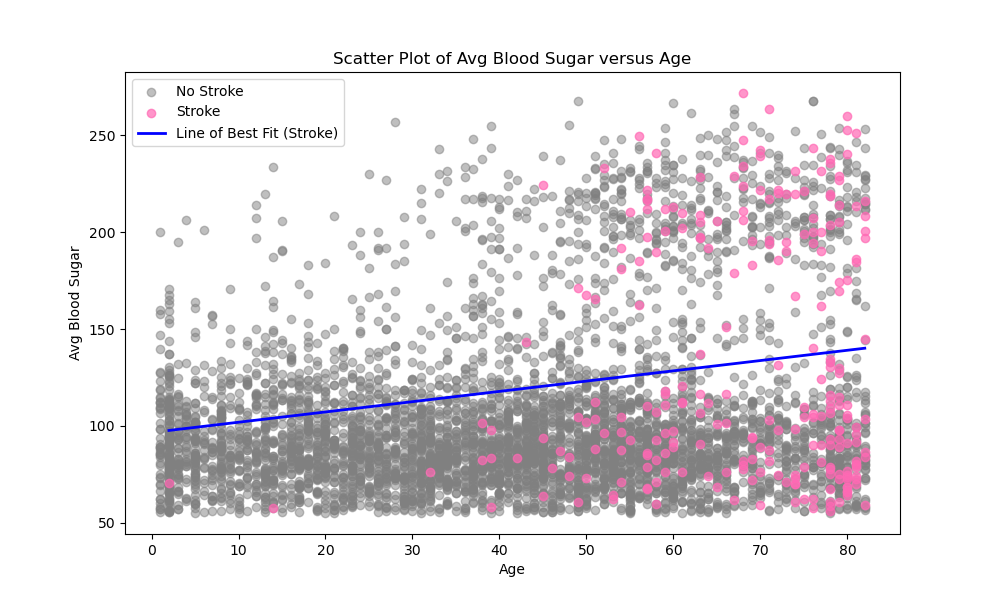 Scatter Plot of Avg Blood Sugar versus Age
No Stroke
Stroke
Line of Best Fit (Stroke)
Avg Blood Sugar
250
200
150
100
50
0 10 20 30 40 50 60 70 80
Age